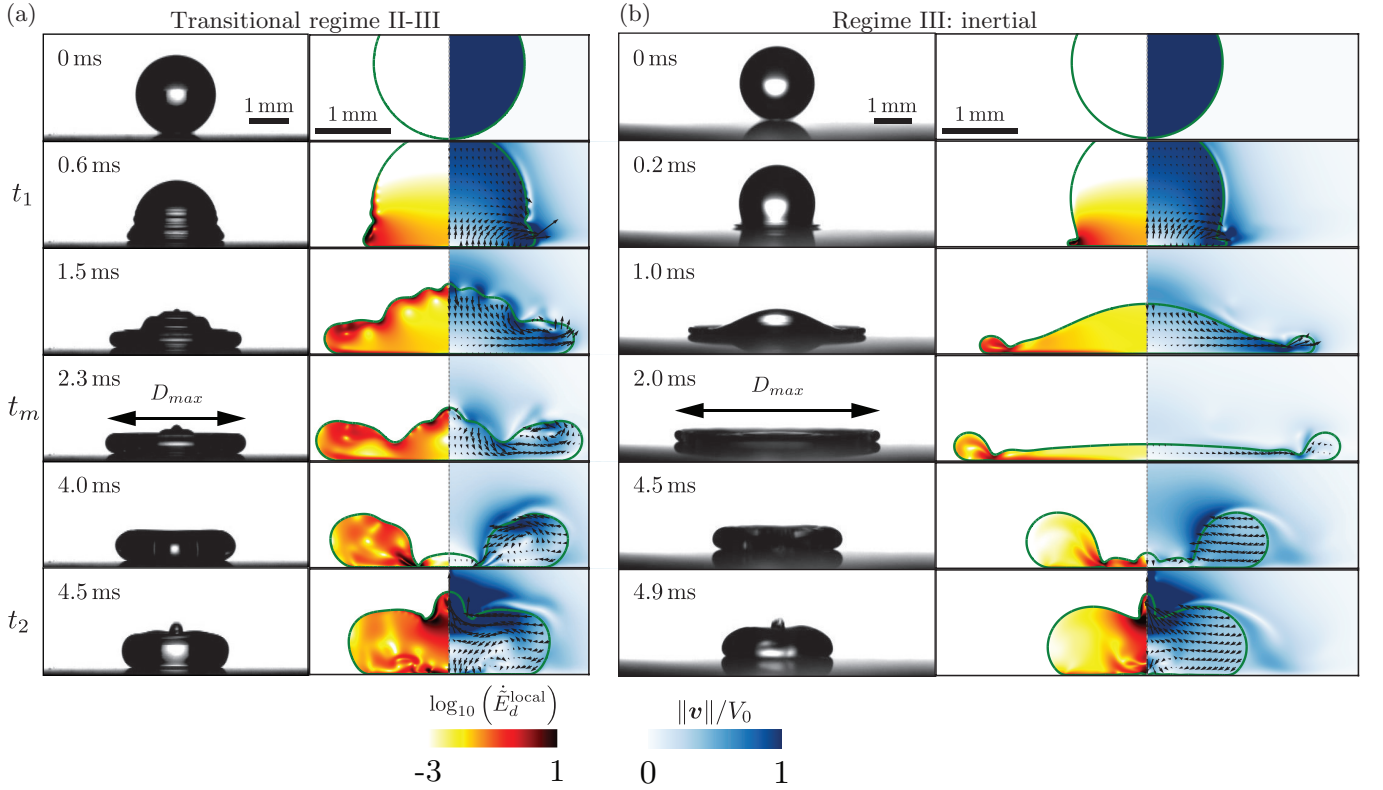 (a) Transitional regime II-III
(b) Regime III: inertial
0 ms
1 mm
1 mm
0 ms
1 mm
1 mm
t₁
0.6 ms
0.2 ms
1.5 ms
1.0 ms
tₘ
2.3 ms
Dₘₐₓ
2.0 ms
Dₘₐₓ
4.0 ms
4.5 ms
t₂
4.5 ms
4.9 ms
log₁₀ (Ė̃_d^local)
-3 1
‖v‖/V₀
0 1